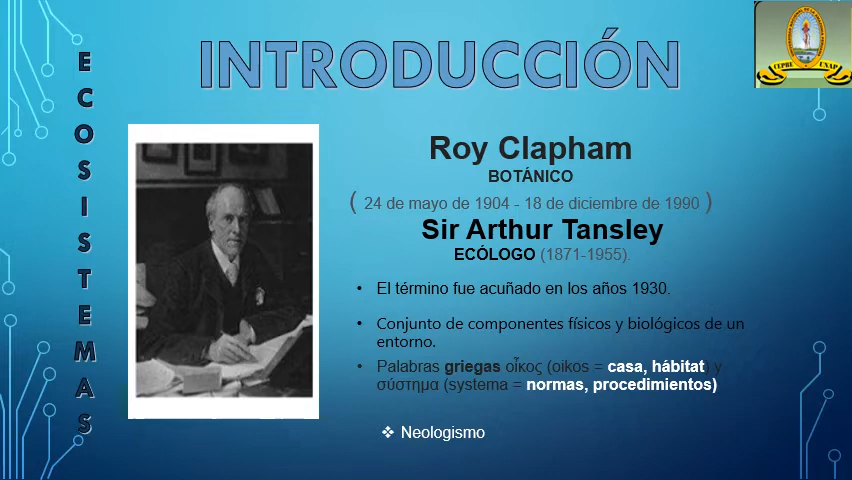 INTRODUCCIÓN
ECOSISTEMAS
CEPRE UNAP
Roy Clapham
BOTÁNICO
( 24 de mayo de 1904 - 18 de diciembre de 1990 )
Sir Arthur Tansley
ECÓLOGO (1871-1955).
• El término fue acuñado en los años 1930.
• Conjunto de componentes físicos y biológicos de un
entorno.
• Palabras griegas οἶκος (oikos = casa, hábitat) y
σύστημα (systema = normas, procedimientos)
❖ Neologismo